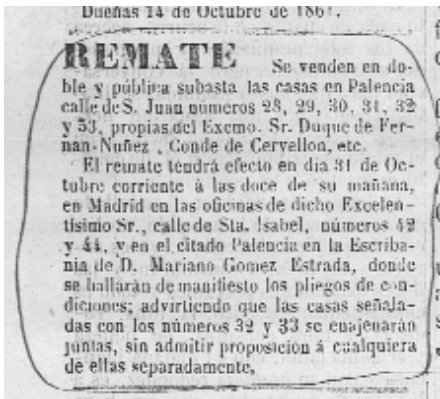 Dueñas 14 de Octubre de 1861.
REMATE Se venden en do-
ble y pública subasta las casas en Palencia
calle de S. Juan números 28, 29, 30, 31, 32
y 53, propias del Excmo. Sr. Duque de Fer-
nan-Nuñez, Conde de Cervellon, etc.
El remate tendrá efecto en dia 31 de Oc-
tubre corriente á las doce de su mañana,
en Madrid en las oficinas de dicho Excelen-
tísimo Sr., calle de Sta. Isabel, números 42
y 44, y en el citado Palencia en la Escriba-
nia de D. Mariano Gomez Estrada, donde
se hallarán de manifiesto los pliegos de con-
diciones; advirtiendo que las casas señala-
das con los números 32 y 33 se enajenarán
juntas, sin admitir proposicion á cualquiera
de ellas separadamente,